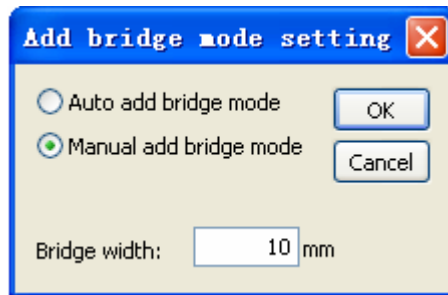 Add bridge mode setting
Auto add bridge mode
OK
Manual add bridge mode
Cancel
Bridge width: 10 mm